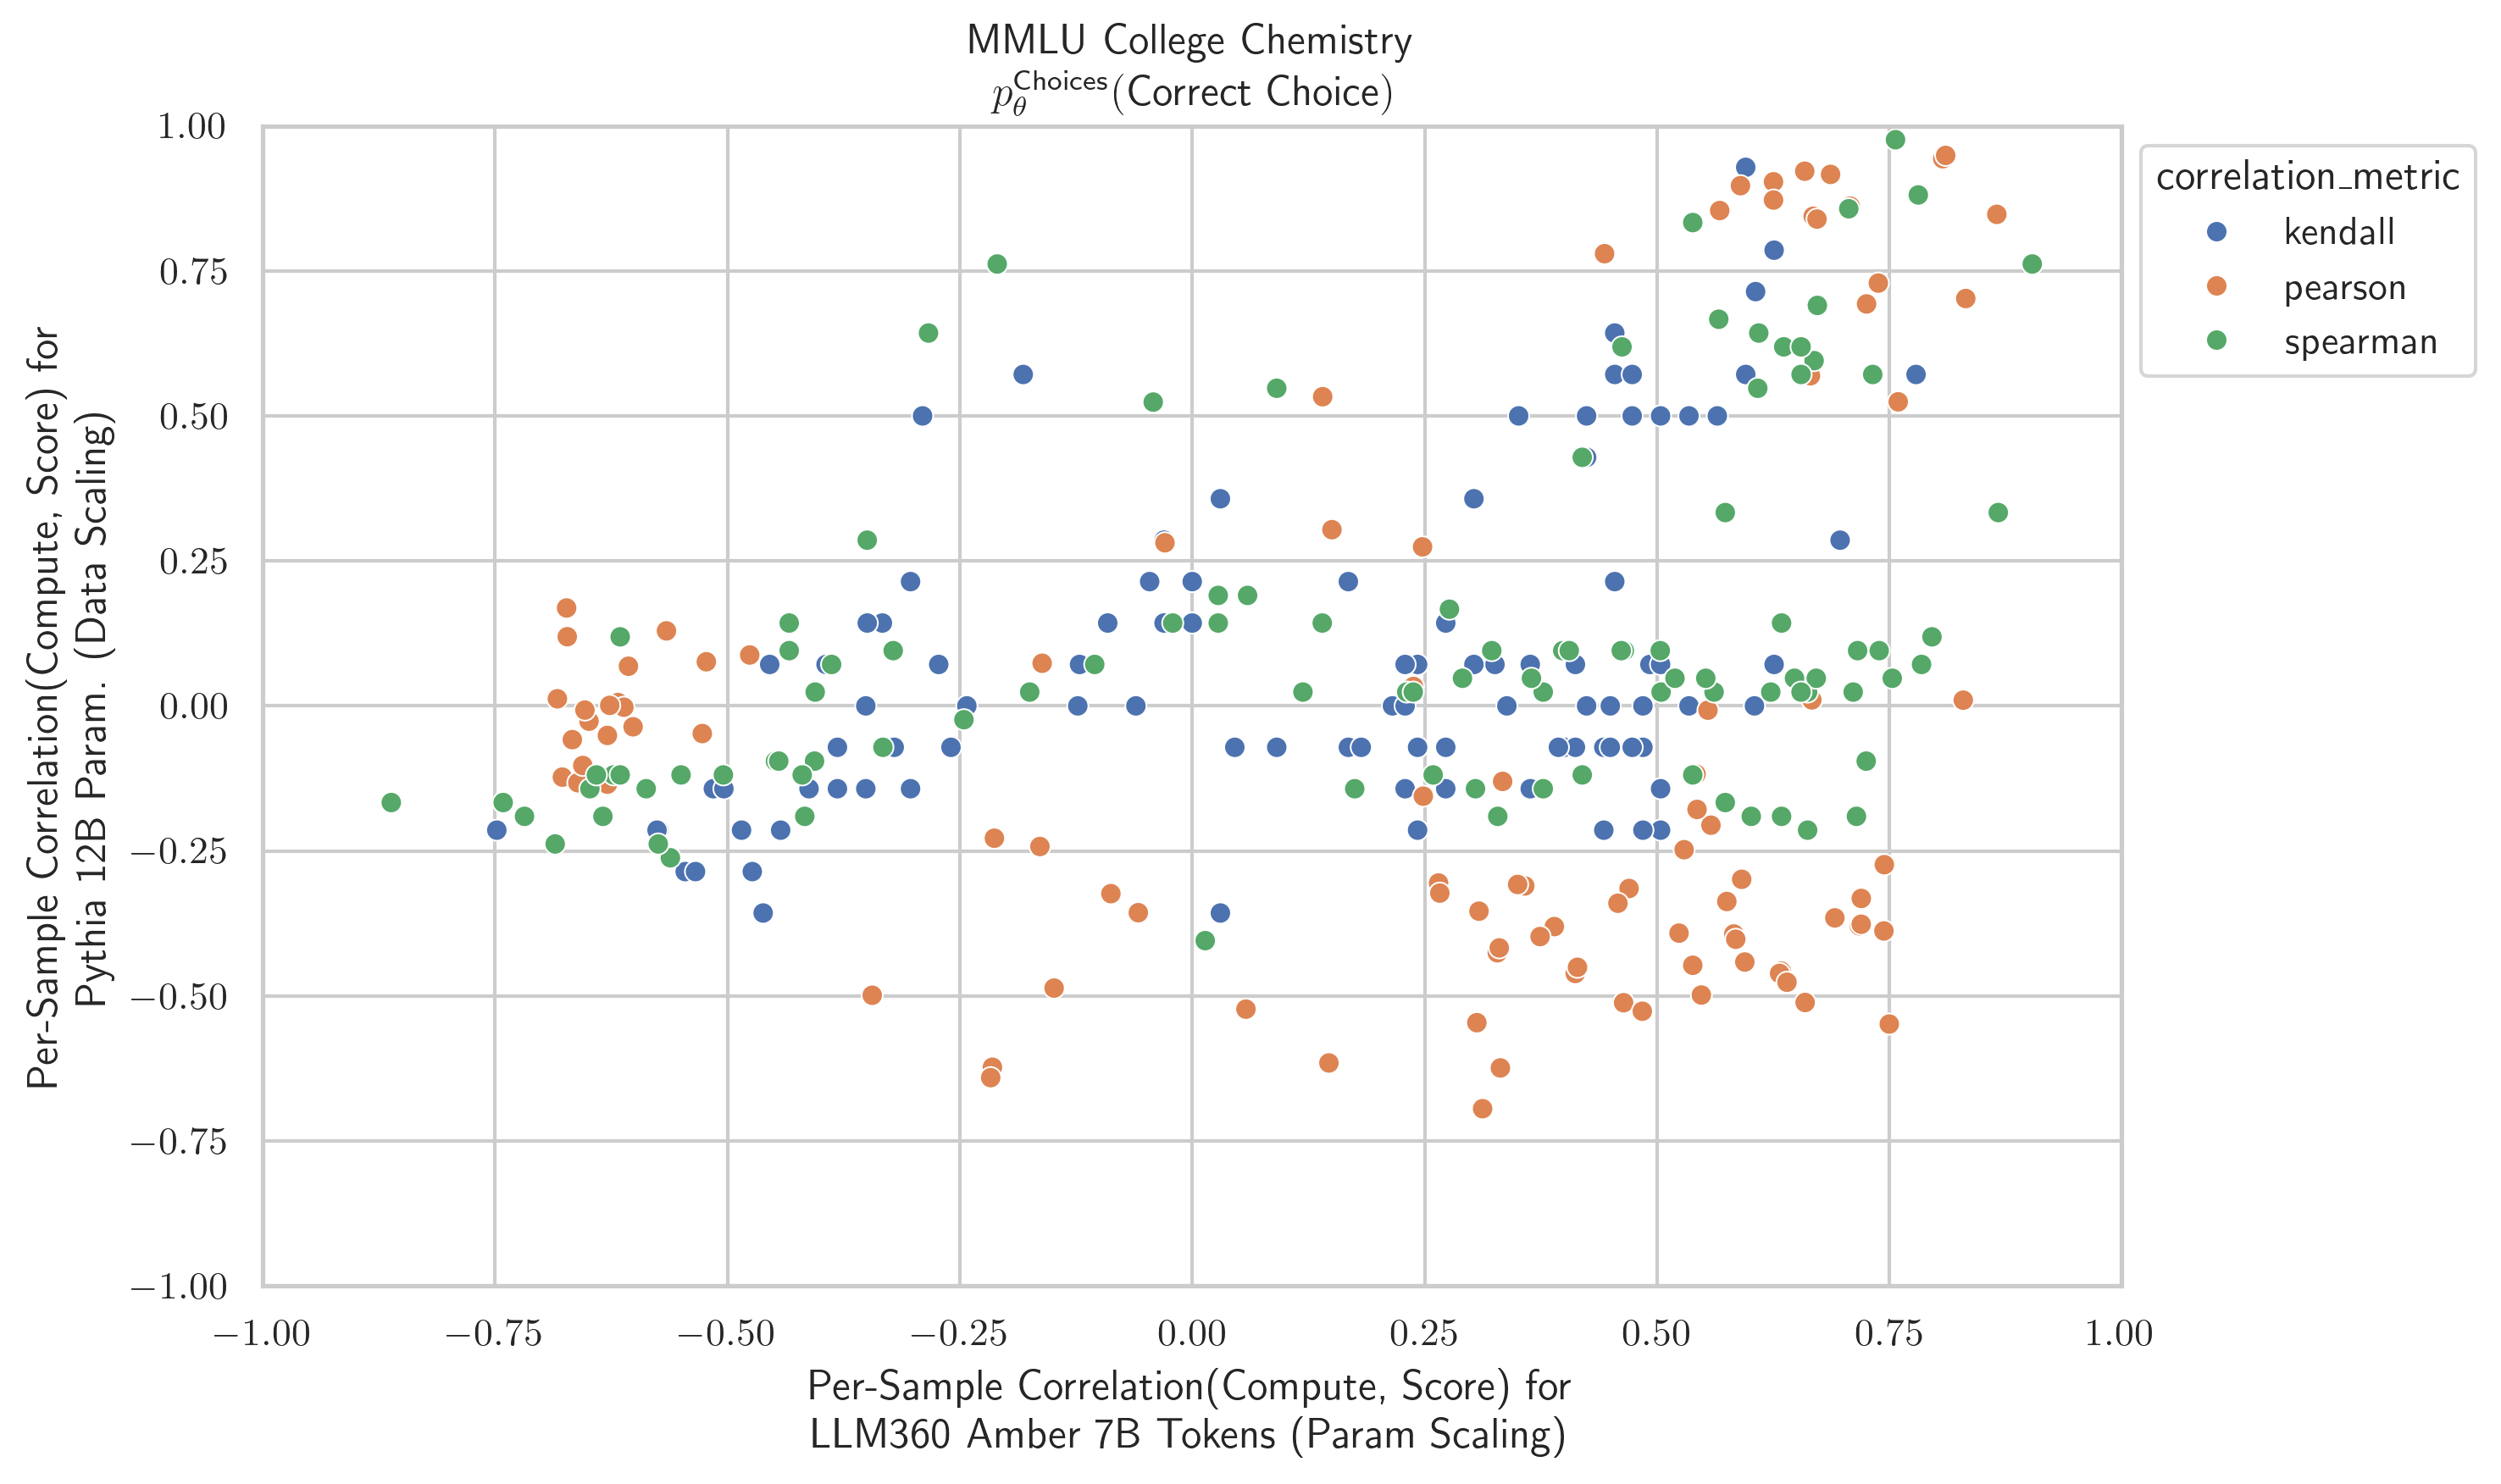 MMLU College Chemistry
p_θ^Choices(Correct Choice)
1.00
0.75
0.50
0.25
0.00
−0.25
−0.50
−0.75
−1.00
Per-Sample Correlation(Compute, Score) for
Pythia 12B Param. (Data Scaling)
−1.00
−0.75
−0.50
−0.25
0.00
0.25
0.50
0.75
1.00
Per-Sample Correlation(Compute, Score) for
LLM360 Amber 7B Tokens (Param Scaling)
correlation_metric
kendall
pearson
spearman